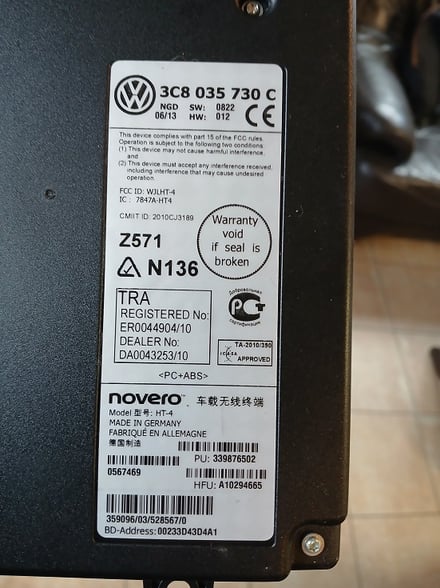 3C8 035 730 C
NGD SW: 0822
06/13 HW: 012
CE
This device complies with part 15 of the FCC rules
Operation is subject to the following two conditions
(1) This device may not cause harmful interference,
and
(2) This device must accept any interference received,
including interference that may cause undesired
operation.
FCC ID: WJLHT-4
IC : 7847A-HT4
CMIIT ID: 2010CJ3189
Warranty
void
if seal is
broken
Z571
N136
TRA
REGISTERED No:
ER0044904/10
DEALER No:
DA0043253/10
Добровольная
сертификация
TA-2010/350
ICASA
APPROVED
<PC+ABS>
novero™ 车载无线终端
Model 型号: HT-4
MADE IN GERMANY
FABRIQUÉ EN ALLEMAGNE
德国制造
PU: 339876502
0567469
HFU: A10294665
359096/03/528567/0
BD-Address: 00233D43D4A1